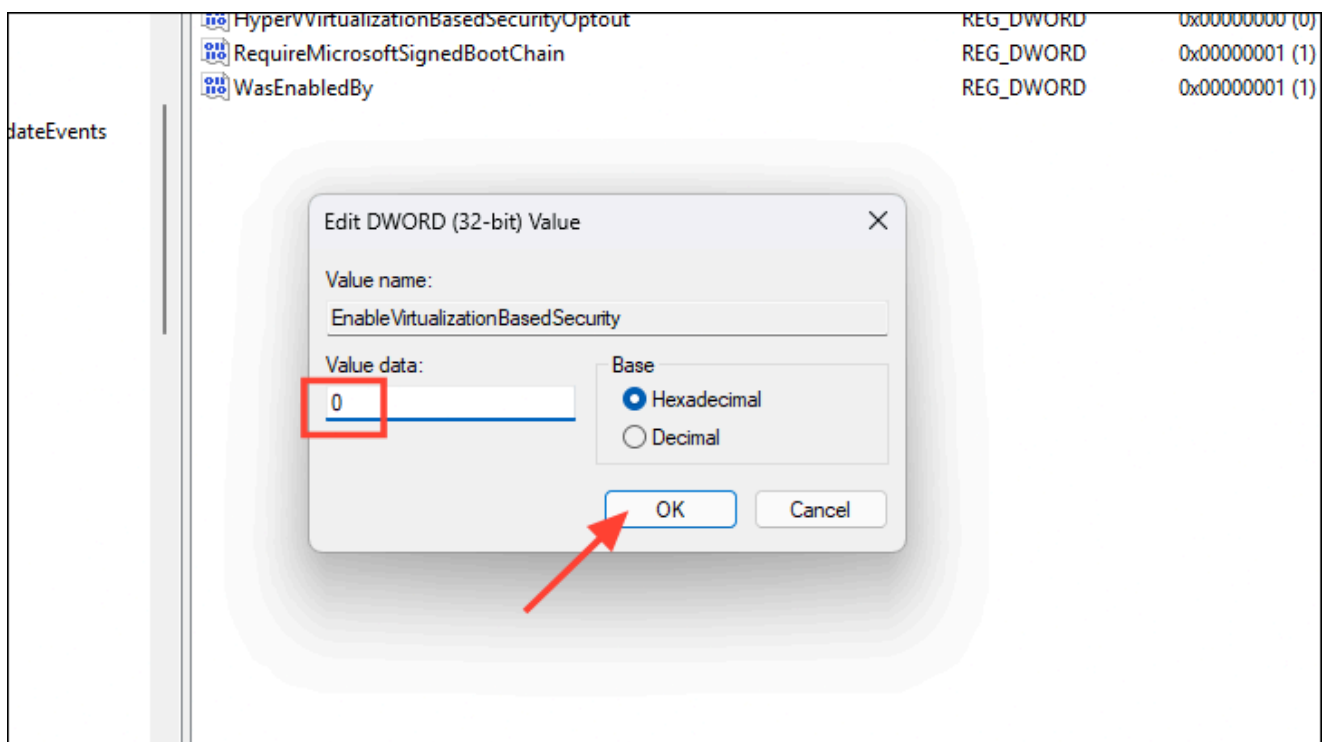 HyperVVirtualizationBasedSecurityOptout REG_DWORD 0x00000000 (0)
RequireMicrosoftSignedBootChain REG_DWORD 0x00000001 (1)
WasEnabledBy REG_DWORD 0x00000001 (1)
dateEvents
Edit DWORD (32-bit) Value
Value name:
EnableVirtualizationBasedSecurity
Value data:
Base
0
Hexadecimal
Decimal
OK Cancel